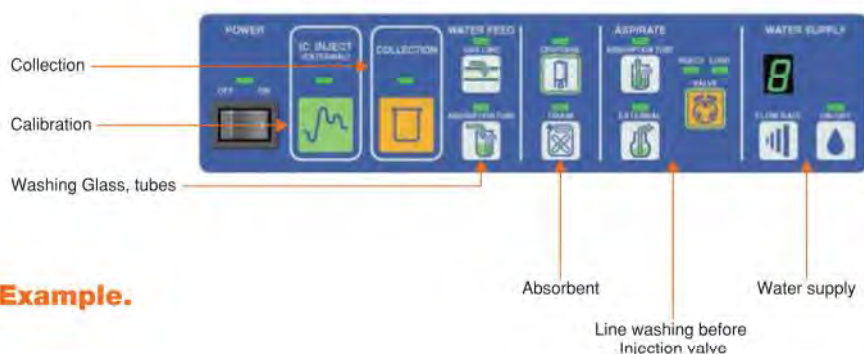 POWER
OFF ON
IC. INJECT
(EXTERNAL)
COLLECTION
WATER FEED
GAS LINE
ABSORPTION TUBE
DRAIN
ASPIRATE
ABSORPTION TUBE
EXTERNAL
INJECT LOAD
VALVE
WATER SUPPLY
8
FLOW RATE
ON/OFF
Collection
Calibration
Washing Glass, tubes
Absorbent
Line washing before
Injection valve
Water supply
Example.